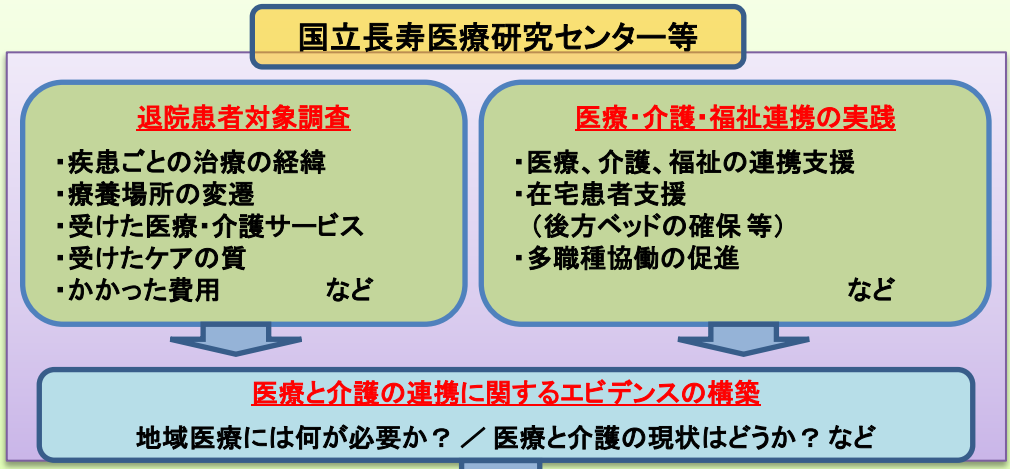 国立長寿医療研究センター等
退院患者対象調査
・疾患ごとの治療の経緯
・療養場所の変遷
・受けた医療・介護サービス
・受けたケアの質
・かかった費用 など
医療・介護・福祉連携の実践
・医療、介護、福祉の連携支援
・在宅患者支援
（後方ベッドの確保 等）
・多職種協働の促進
など
医療と介護の連携に関するエビデンスの構築
地域医療には何が必要か？ ／ 医療と介護の現状はどうか？ など